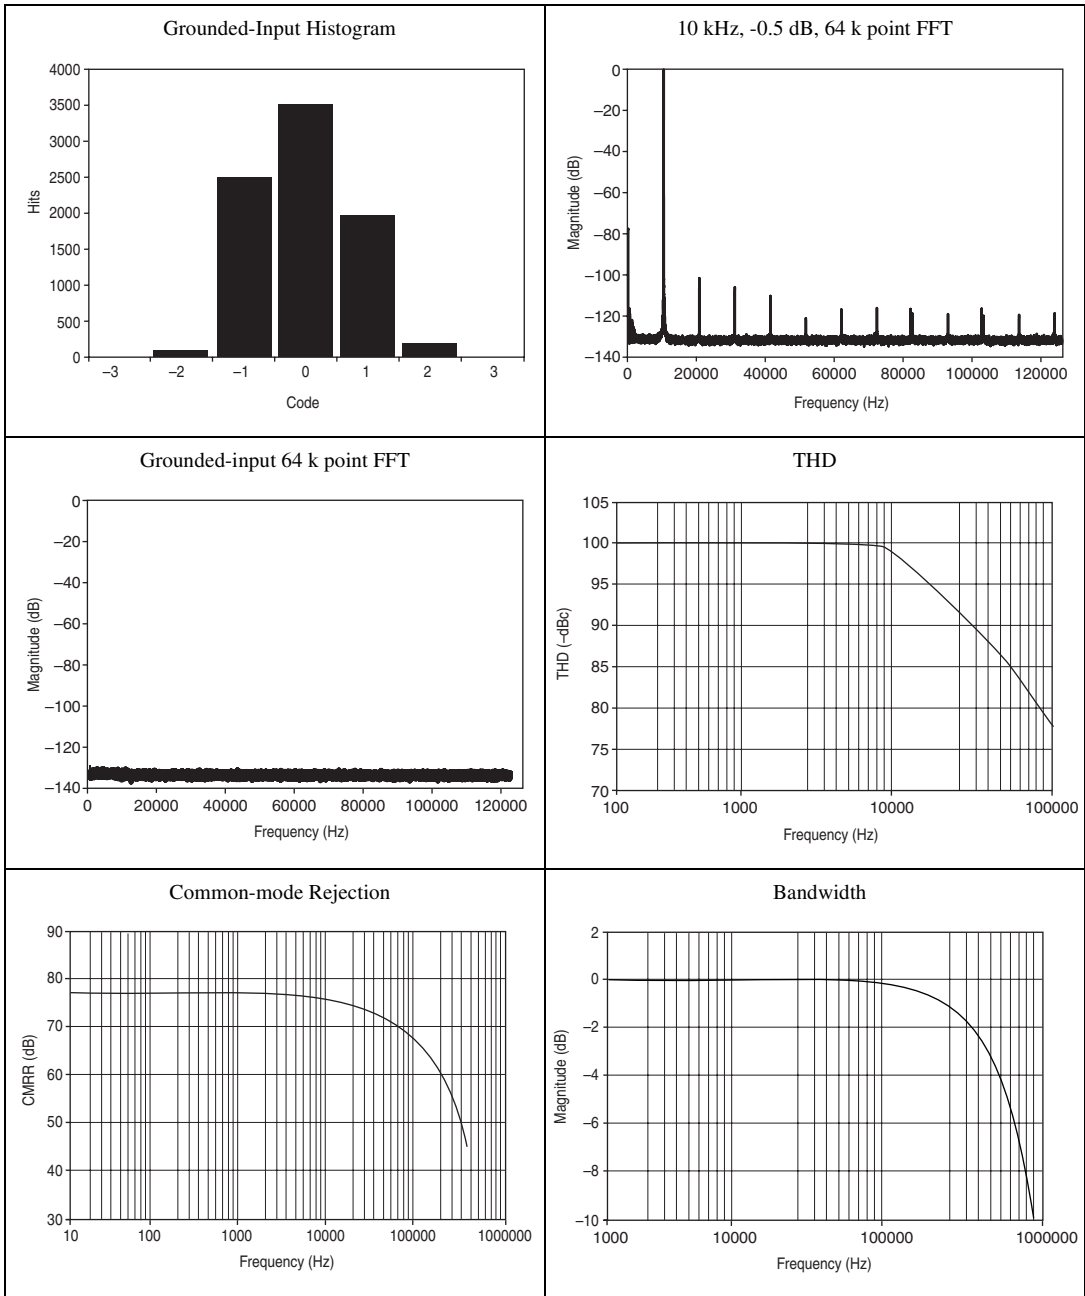 Grounded-Input Histogram
4000
3500
3000
2500
2000
1500
1000
500
0
Hits
−3 −2 −1 0 1 2 3
Code
10 kHz, -0.5 dB, 64 k point FFT
0
−20
−40
−60
−80
−100
−120
−140
Magnitude (dB)
0 20000 40000 60000 80000 100000 120000
Frequency (Hz)
Grounded-input 64 k point FFT
0
−20
−40
−60
−80
−100
−120
−140
Magnitude (dB)
0 20000 40000 60000 80000 100000 120000
Frequency (Hz)
THD
105
100
95
90
85
80
75
70
THD (−dBc)
100 1000 10000 100000
Frequency (Hz)
Common-mode Rejection
90
80
70
60
50
40
30
CMRR (dB)
10 100 1000 10000 100000 1000000
Frequency (Hz)
Bandwidth
2
0
−2
−4
−6
−8
−10
Magnitude (dB)
1000 10000 100000 1000000
Frequency (Hz)